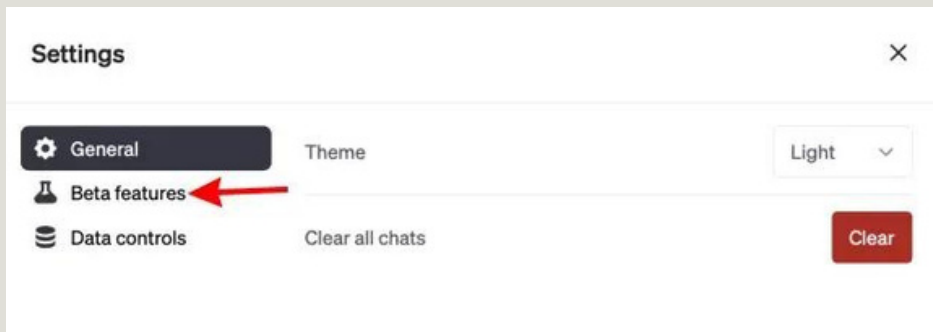 Settings
General
Theme
Light
Beta features
Data controls
Clear all chats
Clear